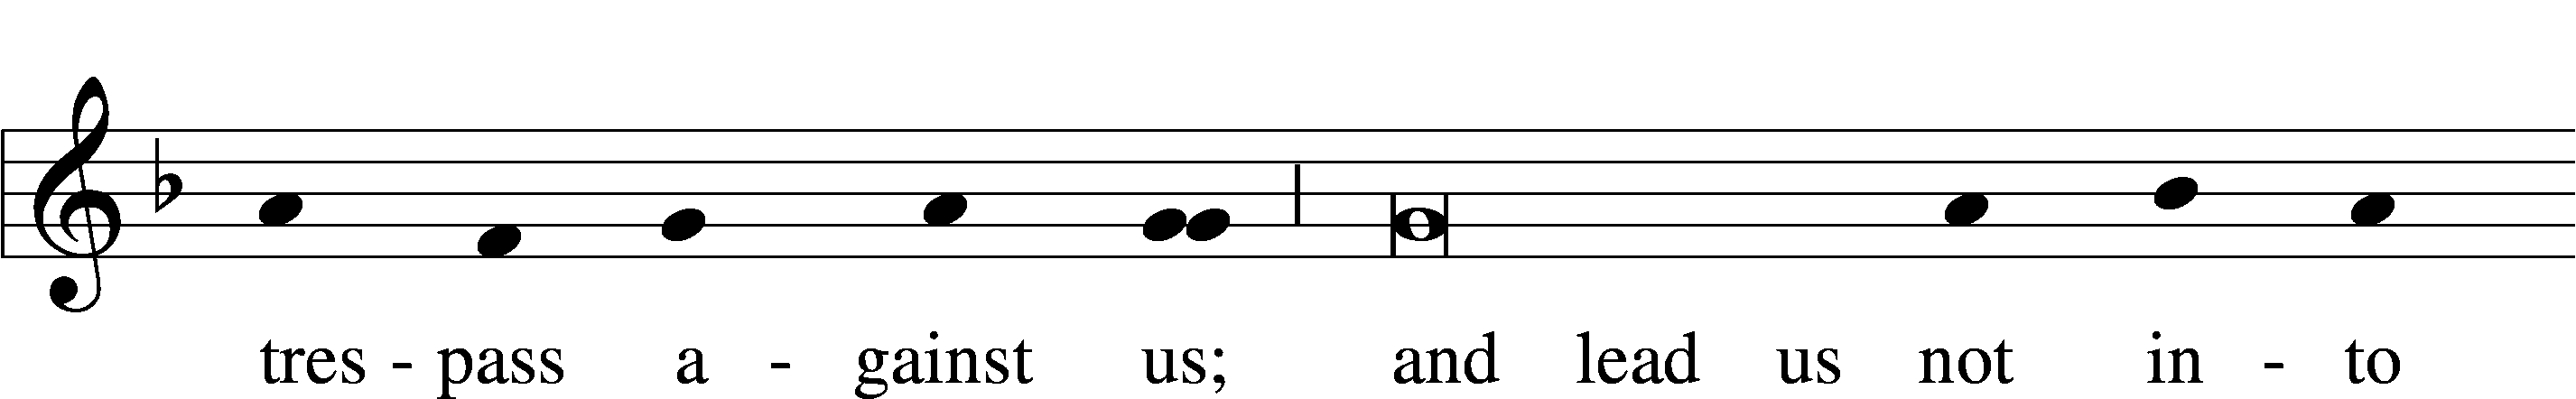 tres - pass a - gainst us; and lead us not in - to